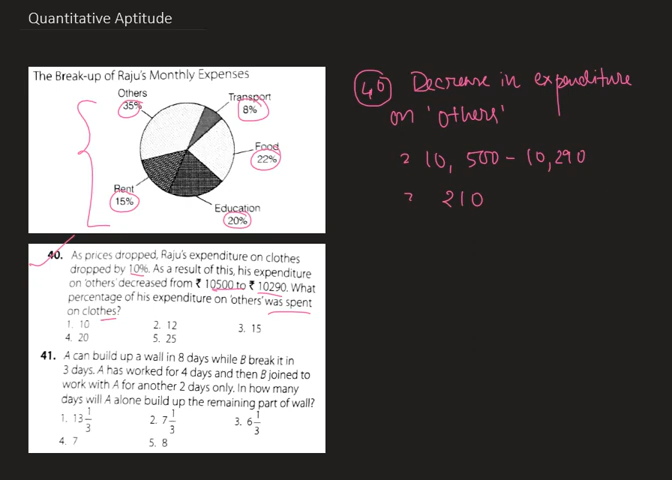 Quantitative Aptitude
The Break-up of Raju's Monthly Expenses
Others
35%
Transport
8%
Food
22%
Rent
15%
Education
20%
40. As prices dropped, Raju's expenditure on clothes
dropped by 10%. As a result of this, his expenditure
on 'others' decreased from ₹ 10500 to ₹ 10290. What
percentage of his expenditure on 'others' was spent
on clothes?
1. 10 2. 12 3. 15
4. 20 5. 25
41. A can build up a wall in 8 days while B break it in
3 days. A has worked for 4 days and then B joined to
work with A for another 2 days only. In how many
days will A alone build up the remaining part of wall?
1. 13 1/3 2. 7 1/3 3. 6 1/3
4. 7 5. 8
40 Decrease in expenditure
on 'others'
= 10,500 - 10,290
= 210